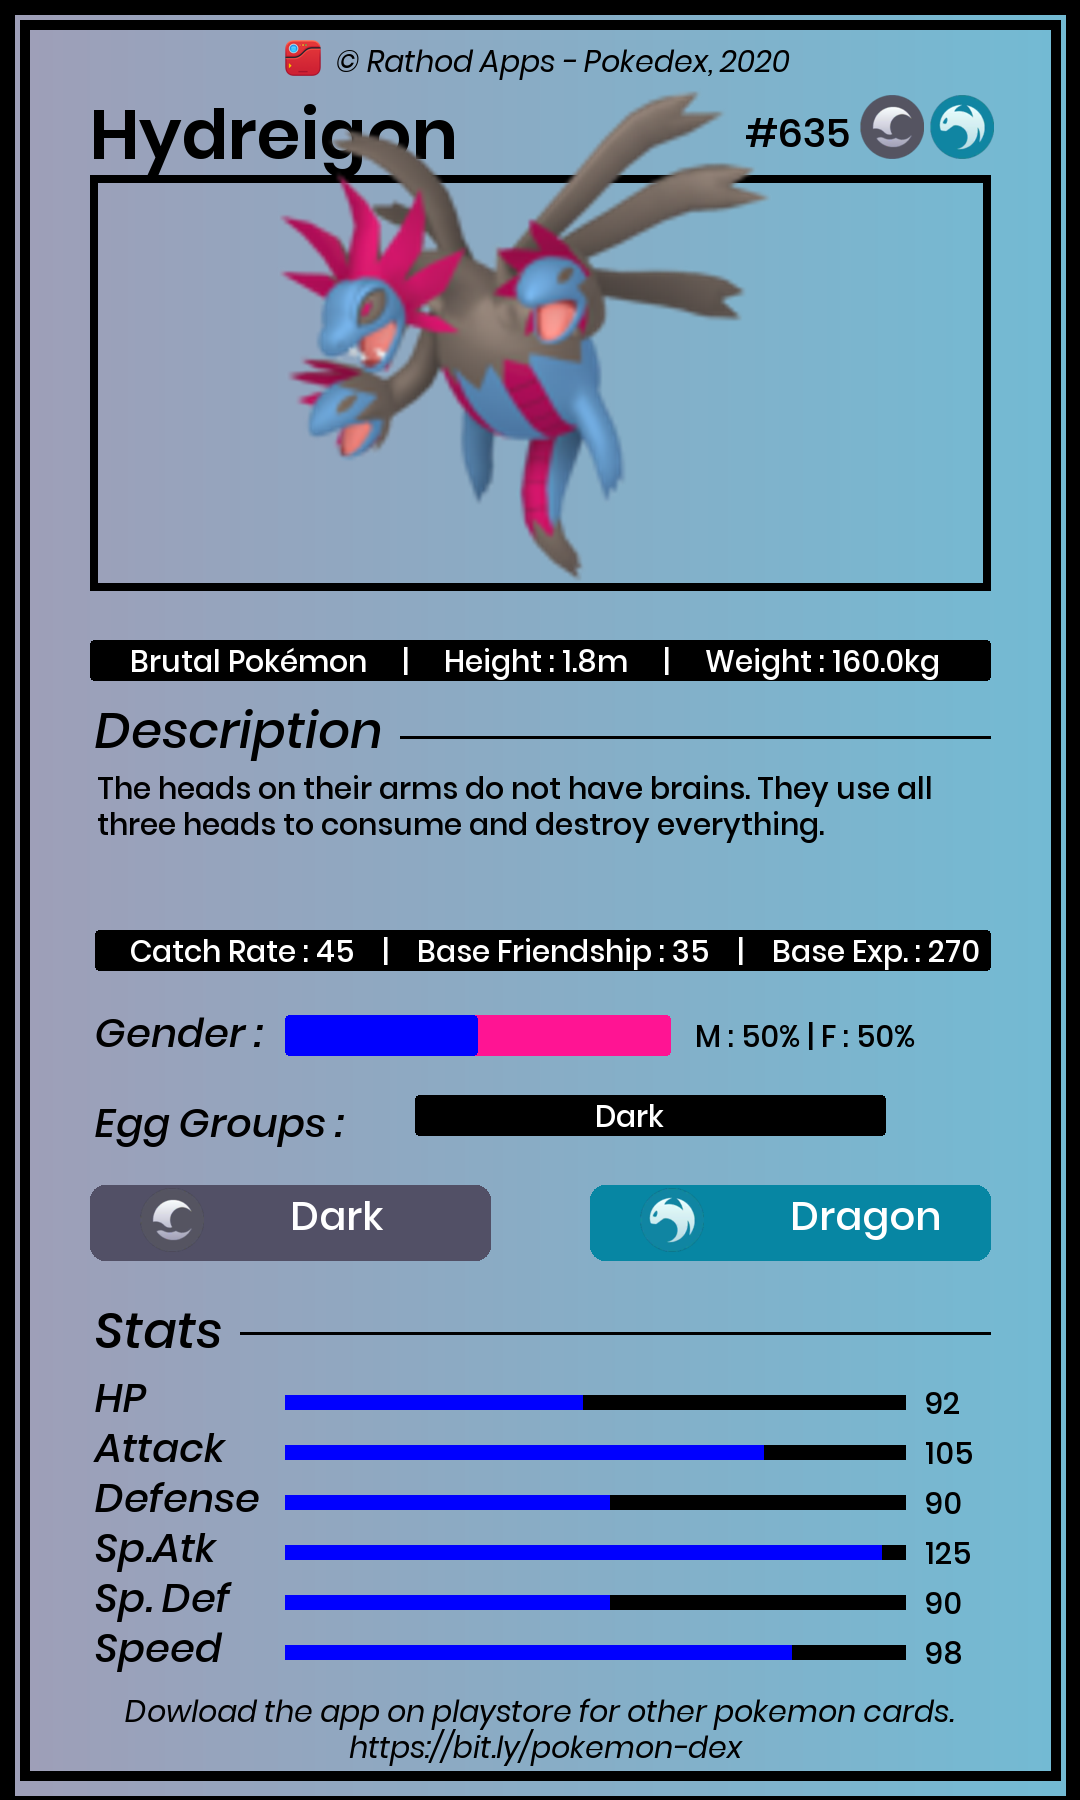 © Rathod Apps - Pokedex, 2020
Hydreigon #635
Brutal Pokémon | Height : 1.8m | Weight : 160.0kg
Description
The heads on their arms do not have brains. They use all
three heads to consume and destroy everything.
Catch Rate : 45 | Base Friendship : 35 | Base Exp. : 270
Gender : M : 50% | F : 50%
Egg Groups : Dark
Dark Dragon
Stats
HP 92
Attack 105
Defense 90
Sp.Atk 125
Sp. Def 90
Speed 98
Dowload the app on playstore for other pokemon cards.
https://bit.ly/pokemon-dex